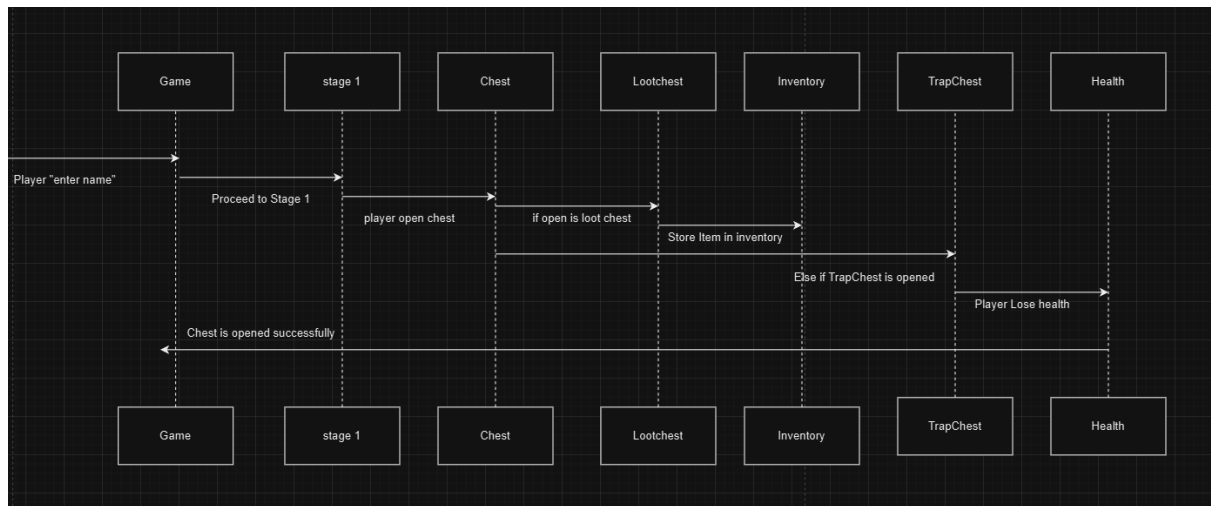 Game
stage 1
Chest
Lootchest
Inventory
TrapChest
Health
Player "enter name"
Proceed to Stage 1
player open chest
if open is loot chest
Store Item in inventory
Else if TrapChest is opened
Player Lose health
Chest is opened successfully
Game
stage 1
Chest
Lootchest
Inventory
TrapChest
Health